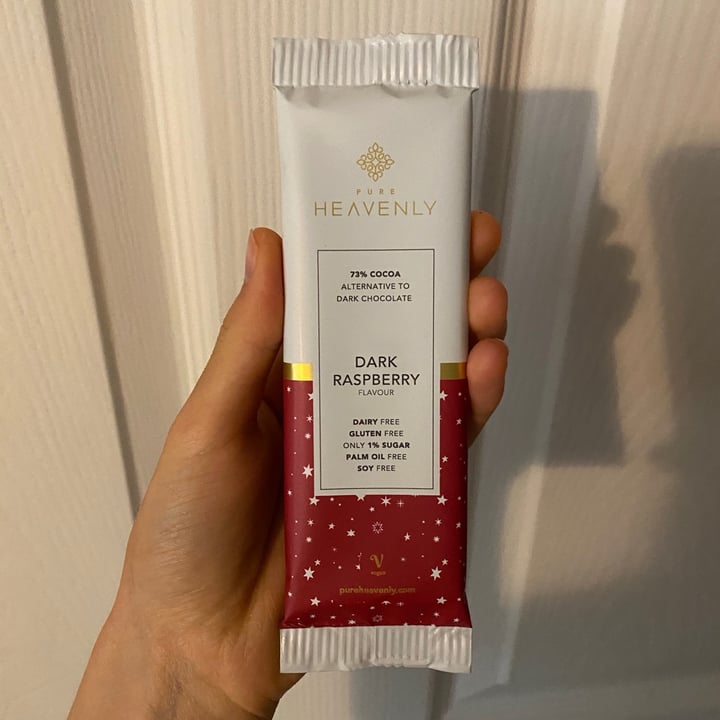 PURE
HEAVENLY
73% COCOA
ALTERNATIVE TO
DARK CHOCOLATE
DARK
RASPBERRY
FLAVOUR
DAIRY FREE
GLUTEN FREE
ONLY 1% SUGAR
PALM OIL FREE
SOY FREE
V
vegan
pureheavenly.com